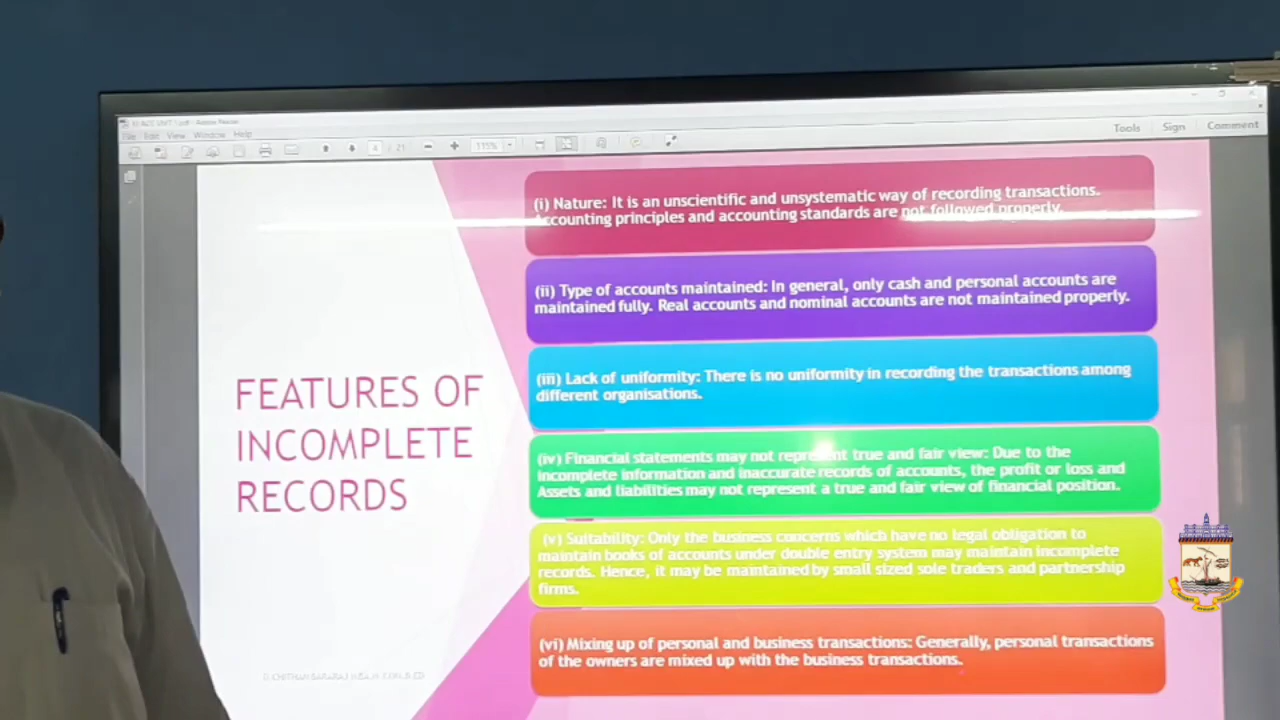 File Edit View Window Help
Tools Sign Comment
4 / 21
115%
(i) Nature: It is an unscientific and unsystematic way of recording transactions.
Accounting principles and accounting standards are not followed properly.
(ii) Type of accounts maintained: In general, only cash and personal accounts are
maintained fully. Real accounts and nominal accounts are not maintained properly.
(iii) Lack of uniformity: There is no uniformity in recording the transactions among
different organisations.
FEATURES OF
INCOMPLETE
RECORDS
(iv) Financial statements may not represent true and fair view: Due to the
incomplete information and inaccurate records of accounts, the profit or loss and
Assets and liabilities may not represent a true and fair view of financial position.
(v) Suitability: Only the business concerns which have no legal obligation to
maintain books of accounts under double entry system may maintain incomplete
records. Hence, it may be maintained by small sized sole traders and partnership
firms.
(vi) Mixing up of personal and business transactions: Generally, personal transactions
of the owners are mixed up with the business transactions.